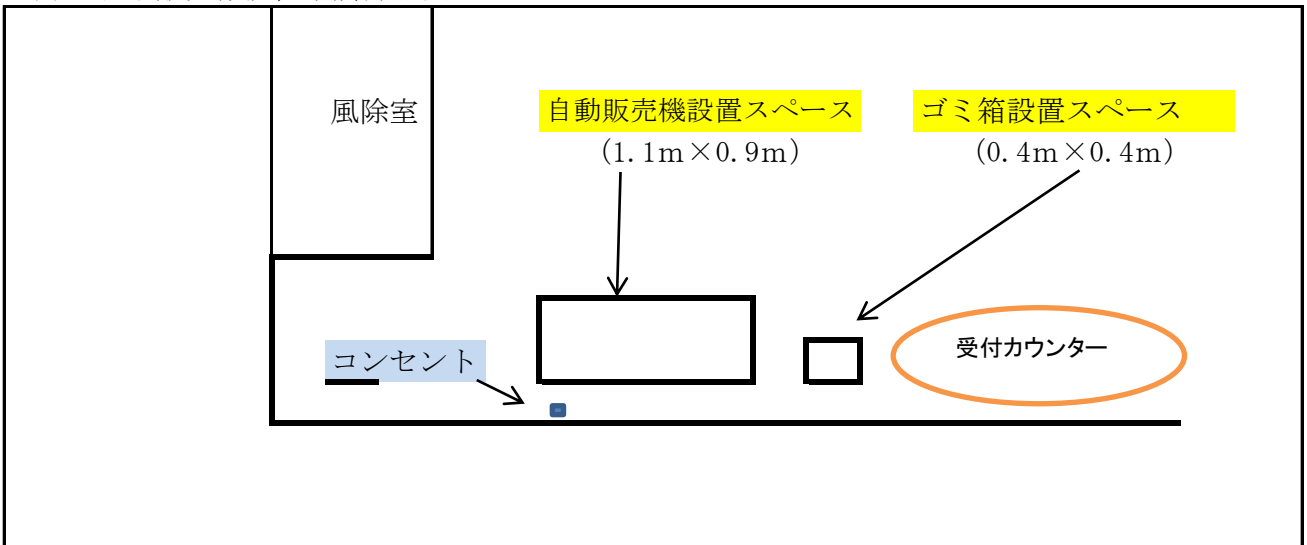 風除室
自動販売機設置スペース
(1.1m×0.9m)
ゴミ箱設置スペース
(0.4m×0.4m)
コンセント
受付カウンター